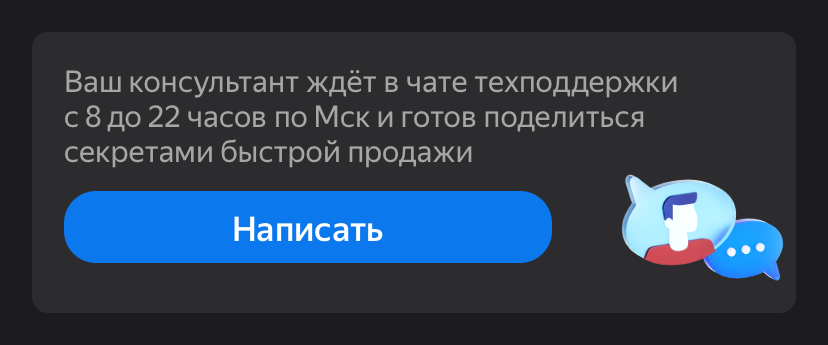 Ваш консультант ждёт в чате техподдержки
с 8 до 22 часов по Мск и готов поделиться
секретами быстрой продажи
Написать